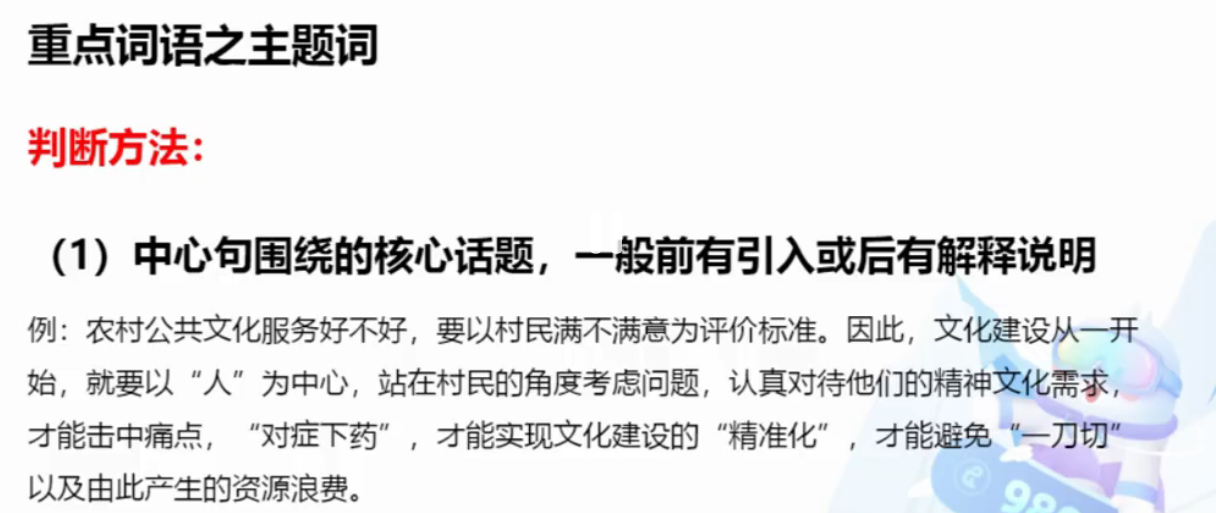 重点词语之主题词
判断方法：
（1）中心句围绕的核心话题，一般前有引入或后有解释说明
例：农村公共文化服务好不好，要以村民满不满意为评价标准。因此，文化建设从一开
始，就要以“人”为中心，站在村民的角度考虑问题，认真对待他们的精神文化需求，
才能击中痛点，“对症下药”，才能实现文化建设的“精准化”，才能避免“一刀切”
以及由此产生的资源浪费。